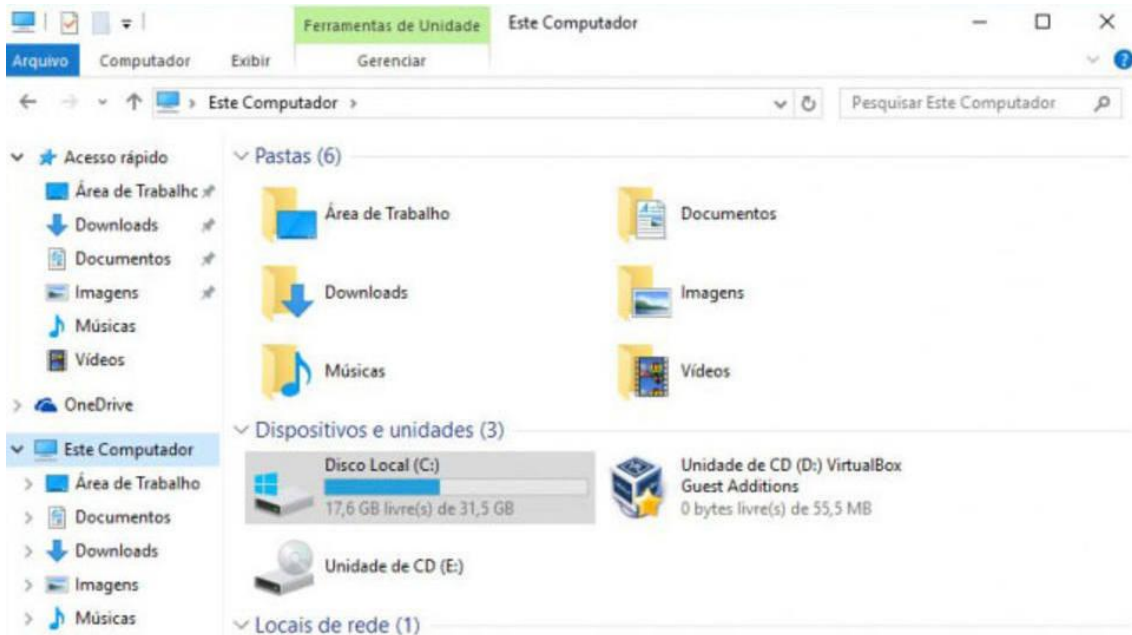 Ferramentas de Unidade
Este Computador
Arquivo
Computador
Exibir
Gerenciar
?
Este Computador
Pesquisar Este Computador
Acesso rápido
Área de Trabalho
Downloads
Documentos
Imagens
Músicas
Vídeos
OneDrive
Este Computador
Área de Trabalho
Documentos
Downloads
Imagens
Músicas
Pastas (6)
Área de Trabalho
Documentos
Downloads
Imagens
Músicas
Vídeos
Dispositivos e unidades (3)
Disco Local (C:)
17,6 GB livre(s) de 31,5 GB
Unidade de CD (D:) VirtualBox
Guest Additions
0 bytes livre(s) de 55,5 MB
Unidade de CD (E:)
Locais de rede (1)